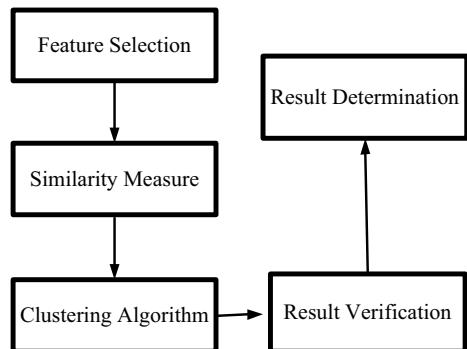 Feature Selection
Similarity Measure
Clustering Algorithm
Result Verification
Result Determination